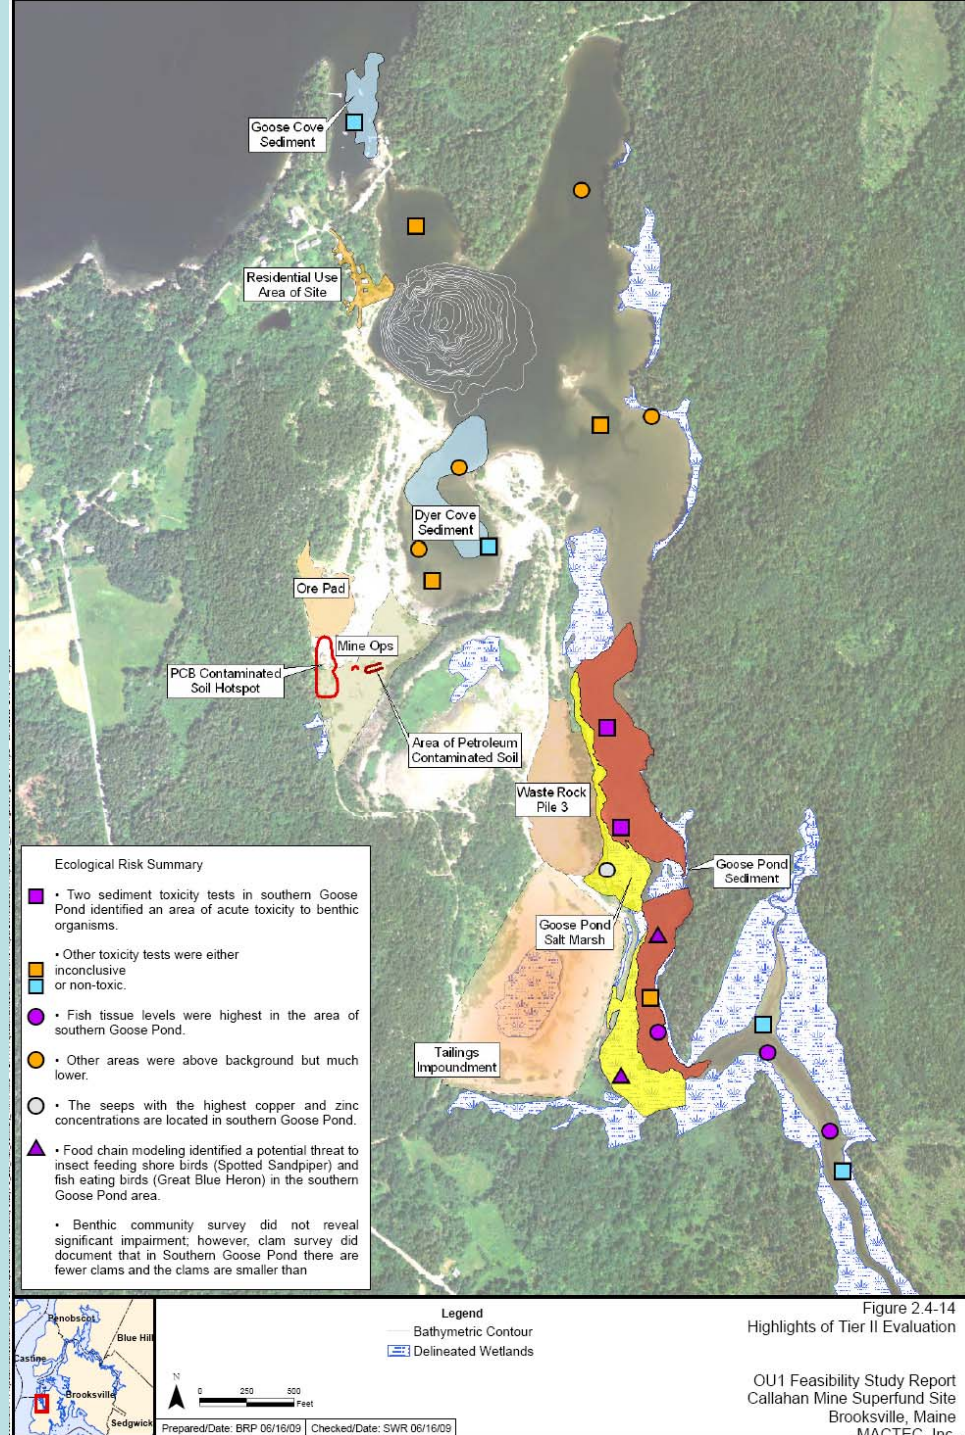 Goose Cove
Sediment
Residential Use
Area of Site
Dyer Cove
Sediment
Ore Pad
Mine Ops
PCB Contaminated
Soil Hotspot
Area of Petroleum
Contaminated Soil
Waste Rock
Pile 3
Goose Pond
Sediment
Goose Pond
Salt Marsh
Tailings
Impoundment
Ecological Risk Summary
• Two sediment toxicity tests in southern Goose
Pond identified an area of acute toxicity to benthic
organisms.
• Other toxicity tests were either
inconclusive
or non-toxic.
• Fish tissue levels were highest in the area of
southern Goose Pond.
• Other areas were above background but much
lower.
• The seeps with the highest copper and zinc
concentrations are located in southern Goose Pond.
• Food chain modeling identified a potential threat to
insect feeding shore birds (Spotted Sandpiper) and
fish eating birds (Great Blue Heron) in the southern
Goose Pond area.
• Benthic community survey did not reveal
significant impairment; however, clam survey did
document that in Southern Goose Pond there are
fewer clams and the clams are smaller than
Penobscot
Blue Hill
Castine
Brooksville
Sedgwick
N
0 250 500
Feet
Prepared/Date: BRP 06/16/09 Checked/Date: SWR 06/16/09
Legend
Bathymetric Contour
Delineated Wetlands
Figure 2.4-14
Highlights of Tier II Evaluation
OU1 Feasibility Study Report
Callahan Mine Superfund Site
Brooksville, Maine
MACTEC, Inc.